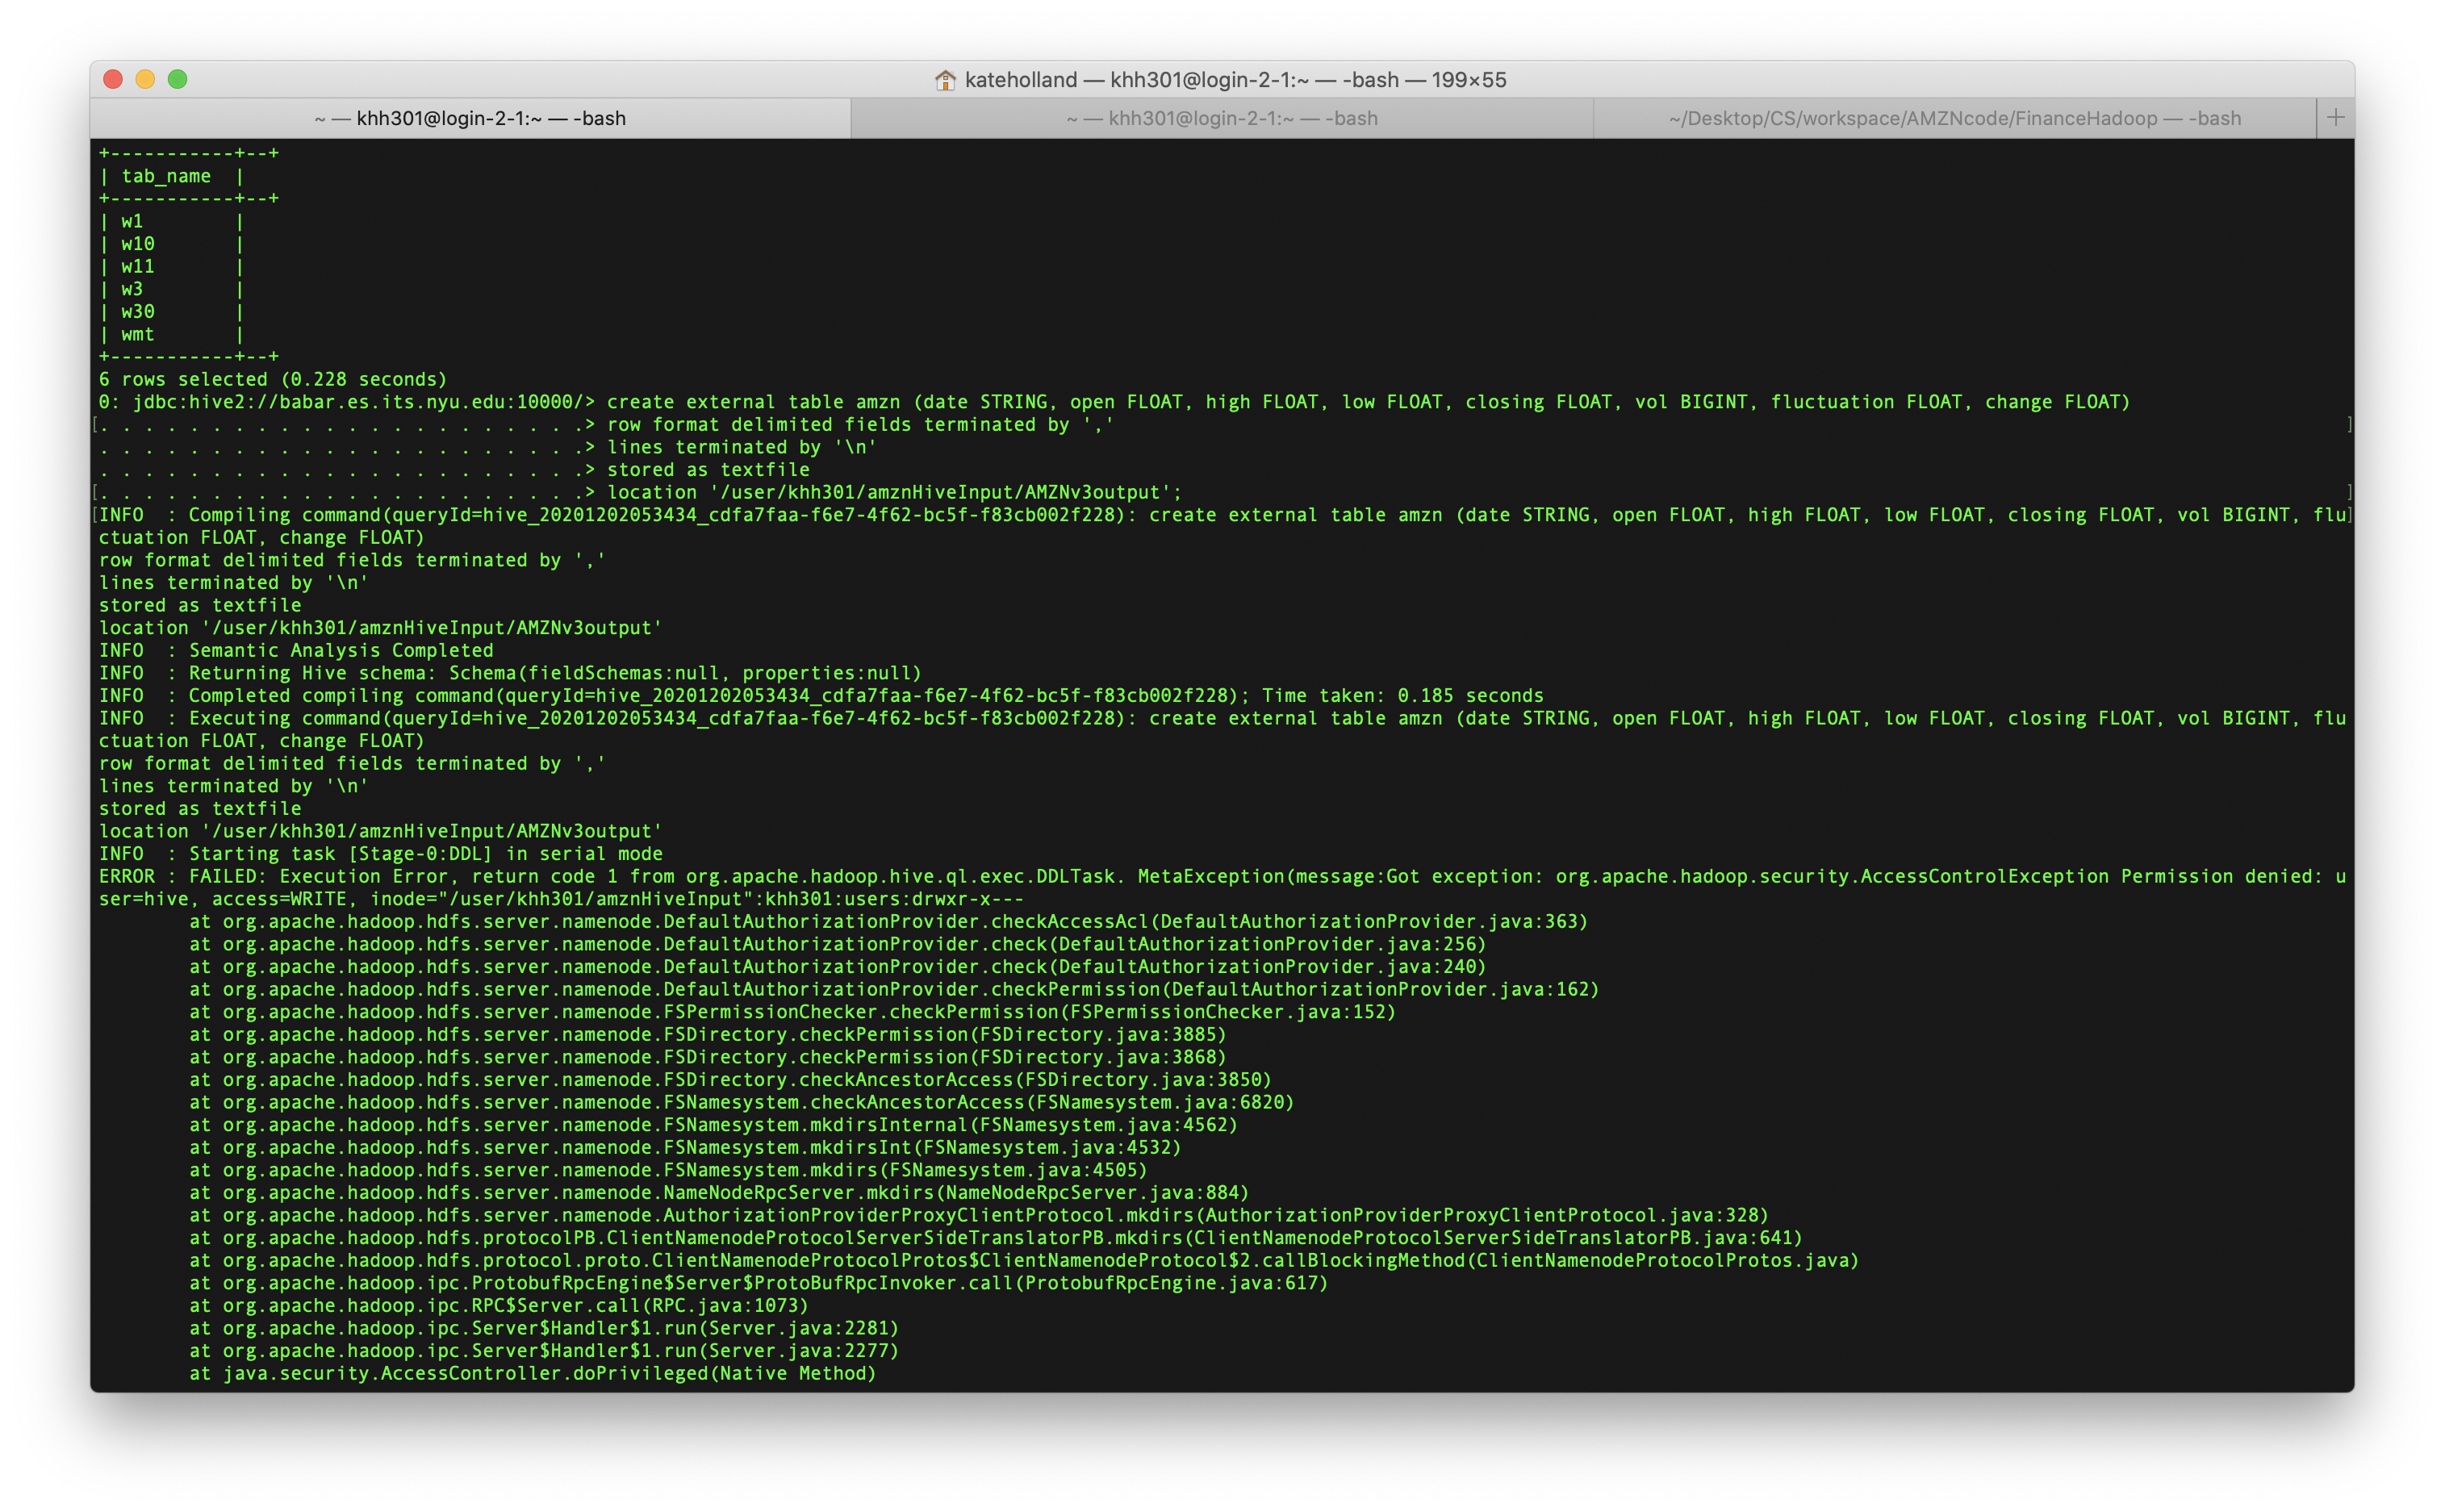 kateholland — khh301@login-2-1:~ — -bash — 199×55
~ — khh301@login-2-1:~ — -bash
~ — khh301@login-2-1:~ — -bash
~/Desktop/CS/workspace/AMZNcode/FinanceHadoop — -bash
+-----------+--+
| tab_name  |
+-----------+--+
| w1        |
| w10       |
| w11       |
| w3        |
| w30       |
| wmt       |
+-----------+--+
6 rows selected (0.228 seconds)
0: jdbc:hive2://babar.es.its.nyu.edu:10000/> create external table amzn (date STRING, open FLOAT, high FLOAT, low FLOAT, closing FLOAT, vol BIGINT, fluctuation FLOAT, change FLOAT)
[. . . . . . . . . . . . . . . . . . . . . .> row format delimited fields terminated by ',' ]
. . . . . . . . . . . . . . . . . . . . . .> lines terminated by '\n'
. . . . . . . . . . . . . . . . . . . . . .> stored as textfile
[. . . . . . . . . . . . . . . . . . . . . .> location '/user/khh301/amznHiveInput/AMZNv3output'; ]
[INFO  : Compiling command(queryId=hive_20201202053434_cdfa7faa-f6e7-4f62-bc5f-f83cb002f228): create external table amzn (date STRING, open FLOAT, high FLOAT, low FLOAT, closing FLOAT, vol BIGINT, flu]
ctuation FLOAT, change FLOAT)
row format delimited fields terminated by ','
lines terminated by '\n'
stored as textfile
location '/user/khh301/amznHiveInput/AMZNv3output'
INFO  : Semantic Analysis Completed
INFO  : Returning Hive schema: Schema(fieldSchemas:null, properties:null)
INFO  : Completed compiling command(queryId=hive_20201202053434_cdfa7faa-f6e7-4f62-bc5f-f83cb002f228); Time taken: 0.185 seconds
INFO  : Executing command(queryId=hive_20201202053434_cdfa7faa-f6e7-4f62-bc5f-f83cb002f228): create external table amzn (date STRING, open FLOAT, high FLOAT, low FLOAT, closing FLOAT, vol BIGINT, flu
ctuation FLOAT, change FLOAT)
row format delimited fields terminated by ','
lines terminated by '\n'
stored as textfile
location '/user/khh301/amznHiveInput/AMZNv3output'
INFO  : Starting task [Stage-0:DDL] in serial mode
ERROR : FAILED: Execution Error, return code 1 from org.apache.hadoop.hive.ql.exec.DDLTask. MetaException(message:Got exception: org.apache.hadoop.security.AccessControlException Permission denied: u
ser=hive, access=WRITE, inode="/user/khh301/amznHiveInput":khh301:users:drwxr-x---
at org.apache.hadoop.hdfs.server.namenode.DefaultAuthorizationProvider.checkAccessAcl(DefaultAuthorizationProvider.java:363)
at org.apache.hadoop.hdfs.server.namenode.DefaultAuthorizationProvider.check(DefaultAuthorizationProvider.java:256)
at org.apache.hadoop.hdfs.server.namenode.DefaultAuthorizationProvider.check(DefaultAuthorizationProvider.java:240)
at org.apache.hadoop.hdfs.server.namenode.DefaultAuthorizationProvider.checkPermission(DefaultAuthorizationProvider.java:162)
at org.apache.hadoop.hdfs.server.namenode.FSPermissionChecker.checkPermission(FSPermissionChecker.java:152)
at org.apache.hadoop.hdfs.server.namenode.FSDirectory.checkPermission(FSDirectory.java:3885)
at org.apache.hadoop.hdfs.server.namenode.FSDirectory.checkPermission(FSDirectory.java:3868)
at org.apache.hadoop.hdfs.server.namenode.FSDirectory.checkAncestorAccess(FSDirectory.java:3850)
at org.apache.hadoop.hdfs.server.namenode.FSNamesystem.checkAncestorAccess(FSNamesystem.java:6820)
at org.apache.hadoop.hdfs.server.namenode.FSNamesystem.mkdirsInternal(FSNamesystem.java:4562)
at org.apache.hadoop.hdfs.server.namenode.FSNamesystem.mkdirsInt(FSNamesystem.java:4532)
at org.apache.hadoop.hdfs.server.namenode.FSNamesystem.mkdirs(FSNamesystem.java:4505)
at org.apache.hadoop.hdfs.server.namenode.NameNodeRpcServer.mkdirs(NameNodeRpcServer.java:884)
at org.apache.hadoop.hdfs.server.namenode.AuthorizationProviderProxyClientProtocol.mkdirs(AuthorizationProviderProxyClientProtocol.java:328)
at org.apache.hadoop.hdfs.protocolPB.ClientNamenodeProtocolServerSideTranslatorPB.mkdirs(ClientNamenodeProtocolServerSideTranslatorPB.java:641)
at org.apache.hadoop.hdfs.protocol.proto.ClientNamenodeProtocolProtos$ClientNamenodeProtocol$2.callBlockingMethod(ClientNamenodeProtocolProtos.java)
at org.apache.hadoop.ipc.ProtobufRpcEngine$Server$ProtoBufRpcInvoker.call(ProtobufRpcEngine.java:617)
at org.apache.hadoop.ipc.RPC$Server.call(RPC.java:1073)
at org.apache.hadoop.ipc.Server$Handler$1.run(Server.java:2281)
at org.apache.hadoop.ipc.Server$Handler$1.run(Server.java:2277)
at java.security.AccessController.doPrivileged(Native Method)